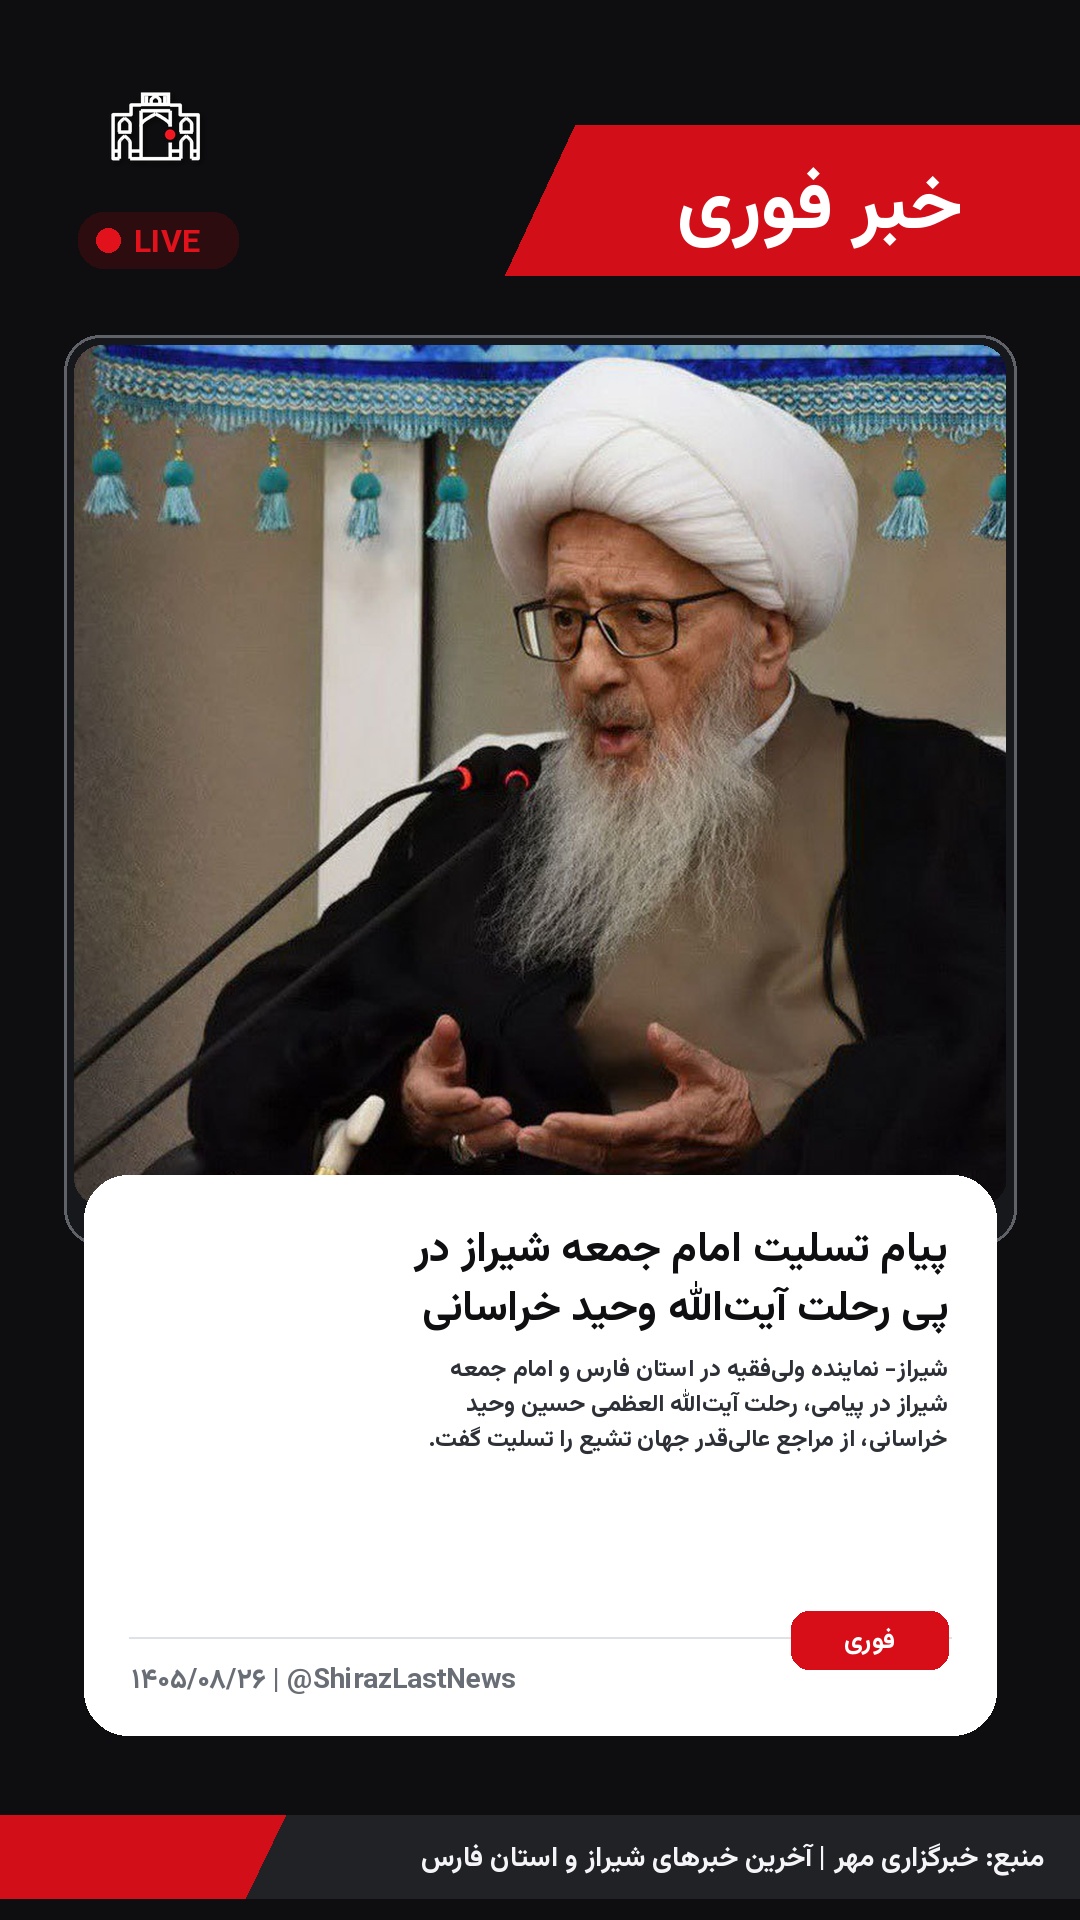 LIVE
خبر فوری
پیام تسلیت امام جمعه شیراز در
پی رحلت آیت‌الله وحید خراسانی
شیراز- نماینده ولی‌فقیه در استان فارس و امام جمعه
شیراز در پیامی، رحلت آیت‌الله العظمی حسین وحید
خراسانی، از مراجع عالی‌قدر جهان تشیع را تسلیت گفت.
فوری
۱۴۰۵/۰۸/۲۶ | @ShirazLastNews
منبع: خبرگزاری مهر | آخرین خبرهای شیراز و استان فارس